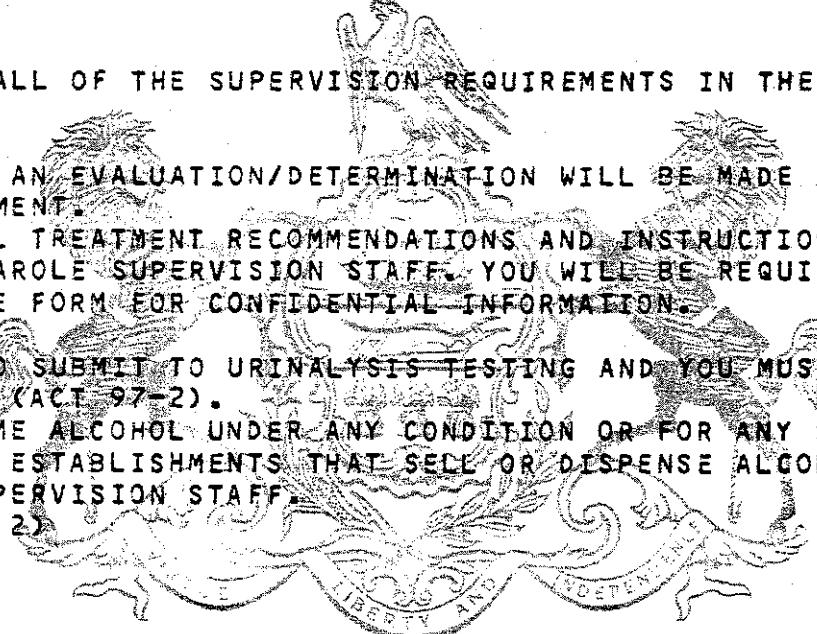 ALL OF THE SUPERVISION REQUIREMENTS IN THE
AN EVALUATION/DETERMINATION WILL BE MADE
MENT.
TREATMENT RECOMMENDATIONS AND INSTRUCTIO
AROLE SUPERVISION STAFF. YOU WILL BE REQUI
E FORM FOR CONFIDENTIAL INFORMATION.
O SUBMIT TO URINALYSIS TESTING AND YOU MUS
(ACT 97-2).
ME ALCOHOL UNDER ANY CONDITION OR FOR ANY
ESTABLISHMENTS THAT SELL OR DISPENSE ALCO
PERVISION STAFF.
2)
LIBERTY AND INDEPENDENCE